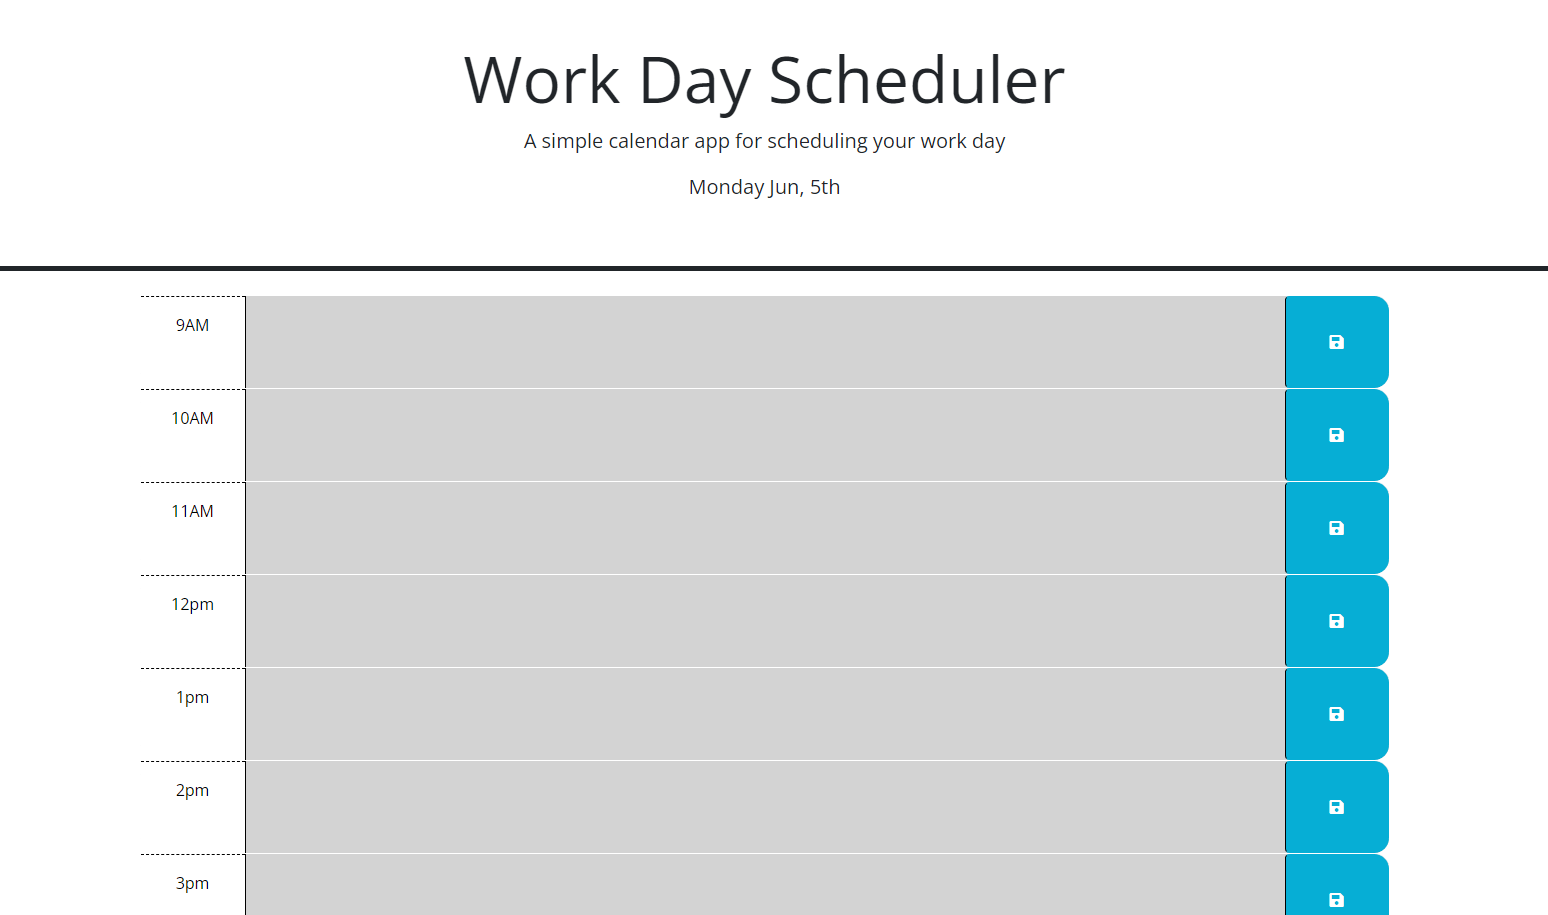 Work Day Scheduler
A simple calendar app for scheduling your work day
Monday Jun, 5th
9AM
10AM
11AM
12pm
1pm
2pm
3pm